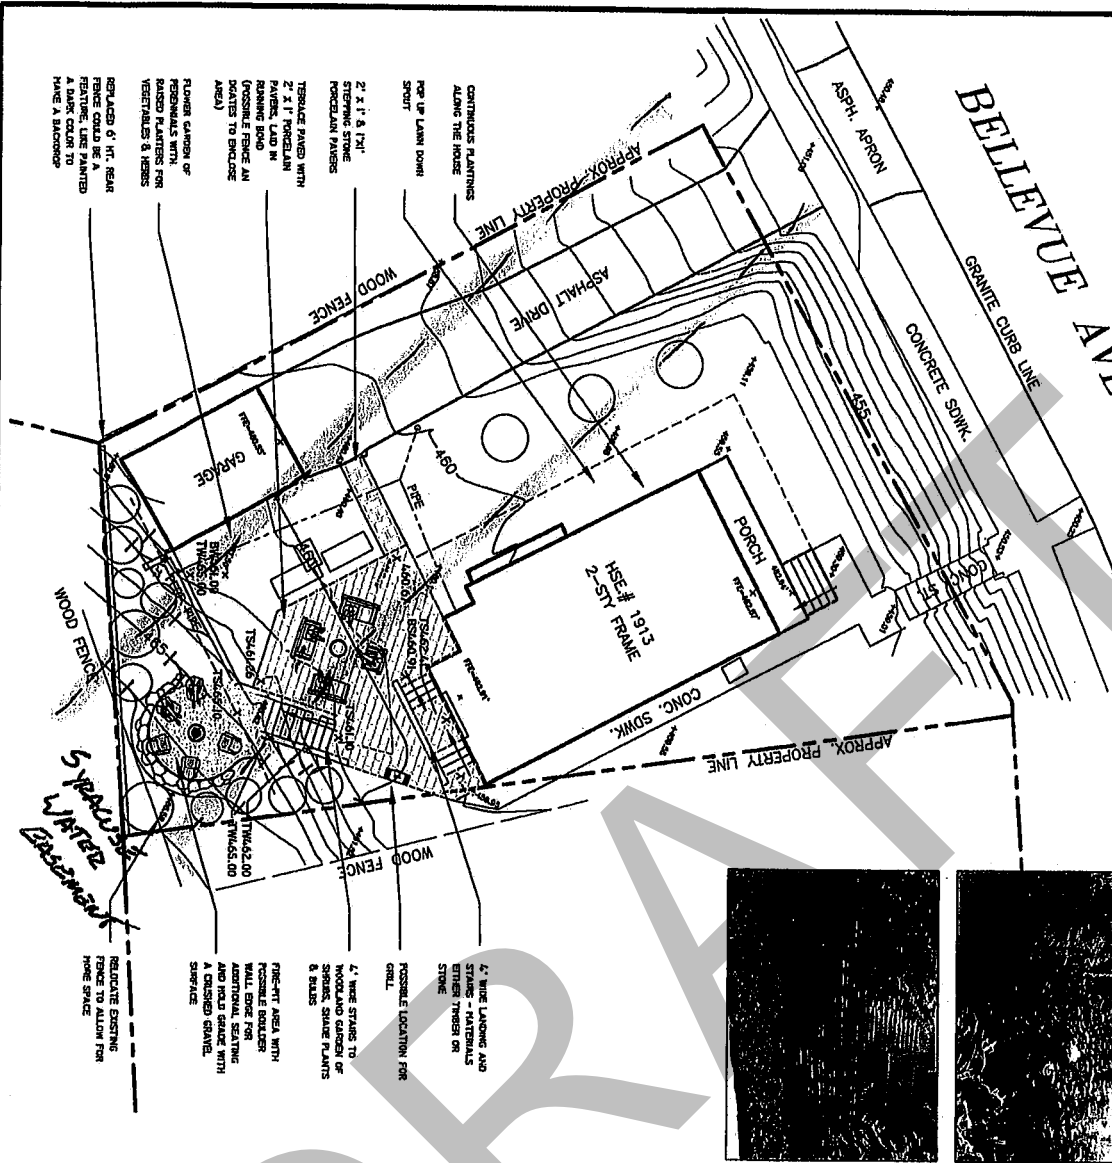 BELLEVUE AVE
ASPH. APRON
GRANITE CURB LINE
CONCRETE SDWK.
CONC. ST.
455
APPROX. PROPERTY LINE
WOOD FENCE
ASPHALT DRIVE
460
PIPE
GARAGE
PORCH
HSE.# 1913
2-STY FRAME
CONC. SDWK.
APPROX. PROPERTY LINE
WOOD FENCE
WOOD FENCE
CONTINUOUS PLANTINGS
ALONG THE HOUSE
POP UP LAWN DOWN
SPOUT
2' X 1' & 1'X1'
STEPPING STONE
PORCELAIN PAVERS
TERRACE PAVED WITH
2' X 1' PORCELAIN
PAVERS, LAID IN
RUNNING BOND
(POSSIBLE FENCE AN
DGATES TO ENCLOSE
AREA)
FLOWER GARDEN OF
PERENNIALS WITH
RAISED PLANTERS FOR
VEGETABLES & HERBS
REPLACED 6' HT. REAR
FENCE COULD BE A
FEATURE, LIKE PAINTED
A DARK COLOR TO
MAKE A BACKDROP
4' WIDE LANDING AND
STAIRS - MATERIALS
EITHER TIMBER OR
STONE
POSSIBLE LOCATION FOR
GRILL
4' WIDE STAIRS TO
WOODLAND GARDEN OF
SHRUBS, SHADE PLANTS
& BULBS
FIRE-PIT AREA WITH
POSSIBLE BOULDER
WALL EDGE FOR
ADDITIONAL SEATING
AND HOLD GRADE WITH
A CRUSHED GRAVEL
SURFACE
RELOCATE EXISTING
FENCE TO ALLOW FOR
MORE SPACE
TW462.00
TW465.00
SYRACUSE
WATER
EASEMENT
DRAFT